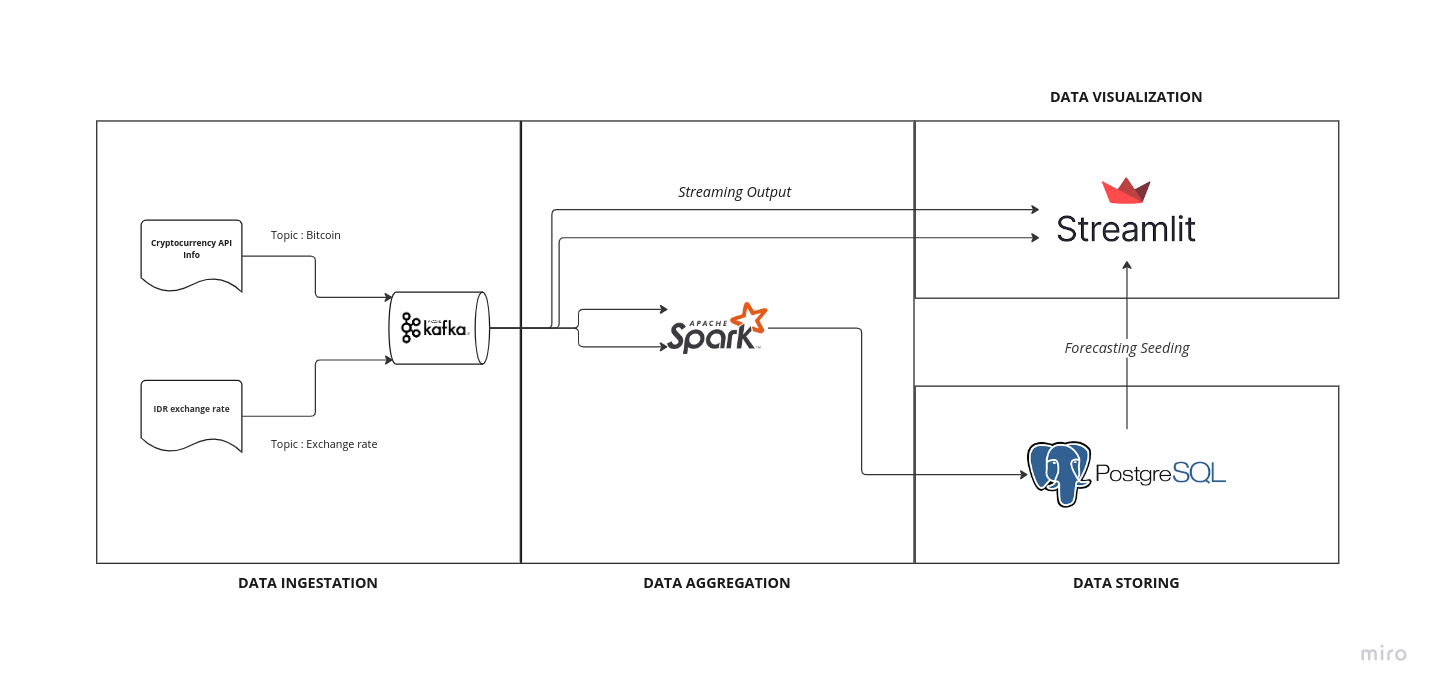 DATA VISUALIZATION
Streaming Output
Streamlit
Cryptocurrency API
Info
Topic : Bitcoin
kafka
APACHE
Spark
Forecasting Seeding
IDR exchange rate
Topic : Exchange rate
PostgreSQL
DATA INGESTATION
DATA AGGREGATION
DATA STORING
miro